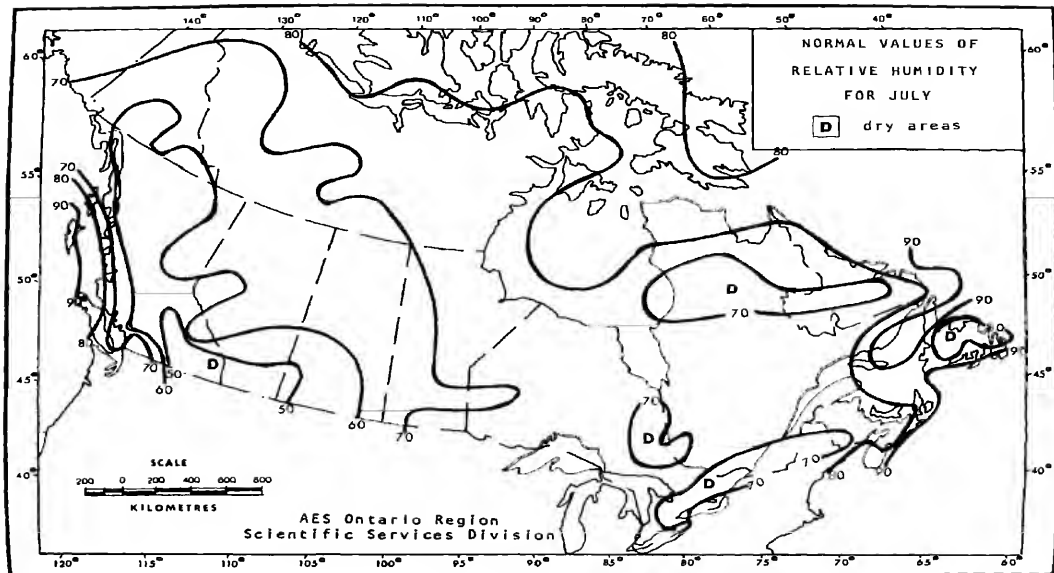 140° 130° 120° 110° 100° 90° 80° 70° 60° 50° 40°
60° 80 80 60°
NORMAL VALUES OF
RELATIVE HUMIDITY
FOR JULY
D dry areas
70
55° 80 55°
70
80
90
90
50° D 50°
90
70 90
8 D
70 50 D
60
45° 50 45°
60
70
70
D
40° 40°
D 70
70 80 90
SCALE
200 0 200 400 600 800
KILOMETRES
AES Ontario Region
Scientific Services Division
120° 115° 110° 105° 100° 95° 90° 85° 80° 75° 70° 65° 60°